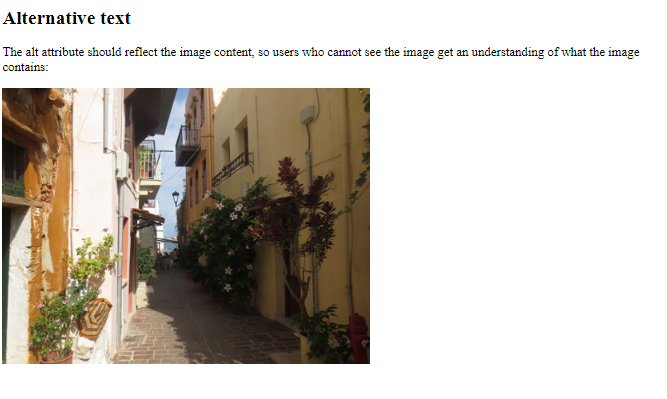 Alternative text
The alt attribute should reflect the image content, so users who cannot see the image get an understanding of what the image
contains: